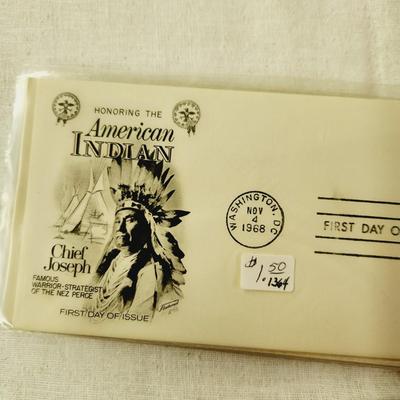 HONORING THE
American
INDIAN
Chief
Joseph
FAMOUS
WARRIOR-STRATEGIST
OF THE NEZ PERCE
FIRST DAY OF ISSUE
WASHINGTON, DC
NOV
4
1968
FIRST DAY O
$1.50
1364